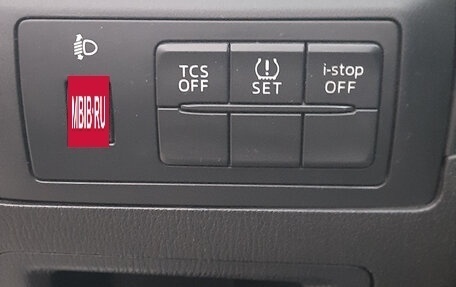 TCS
OFF
SET
i-stop
OFF
MBIB·RU